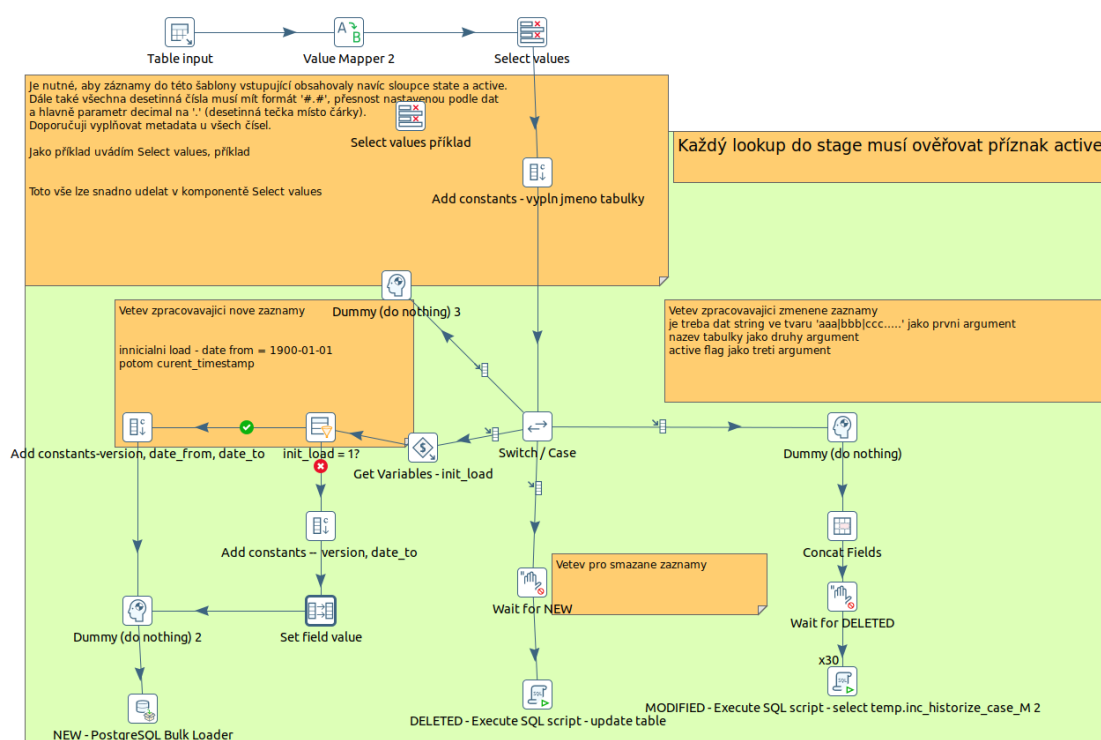 Table input
Value Mapper 2
Select values
Je nutné, aby záznamy do této šablony vstupující obsahovaly navíc sloupce state a active.
Dále také všechna desetinná čísla musí mít formát '#.#', přesnost nastavenou podle dat
a hlavně parametr decimal na '.' (desetinná tečka místo čárky).
Doporučuji vyplňovat metadata u všech čísel.
Select values příklad
Jako příklad uvádím Select values, příklad
Toto vše lze snadno udelat v komponentě Select values
Každý lookup do stage musí ověřovat příznak active
Add constants - vypln jmeno tabulky
Dummy (do nothing) 3
Vetev zpracovavajici nove zaznamy
innicialni load - date from = 1900-01-01
potom curent_timestamp
Vetev zpracovavajici zmenene zaznamy
je treba dat string ve tvaru 'aaa|bbb|ccc.....' jako prvni argument
nazev tabulky jako druhy argument
active flag jako treti argument
Add constants-version, date_from, date_to
init_load = 1?
Get Variables - init_load
Switch / Case
Dummy (do nothing)
Add constants -- version, date_to
Concat Fields
Vetev pro smazane zaznamy
Wait for NEW
Wait for DELETED
Dummy (do nothing) 2
Set field value
x30
DELETED - Execute SQL script - update table
MODIFIED - Execute SQL script - select temp.inc_historize_case_M 2
NEW - PostgreSQL Bulk Loader